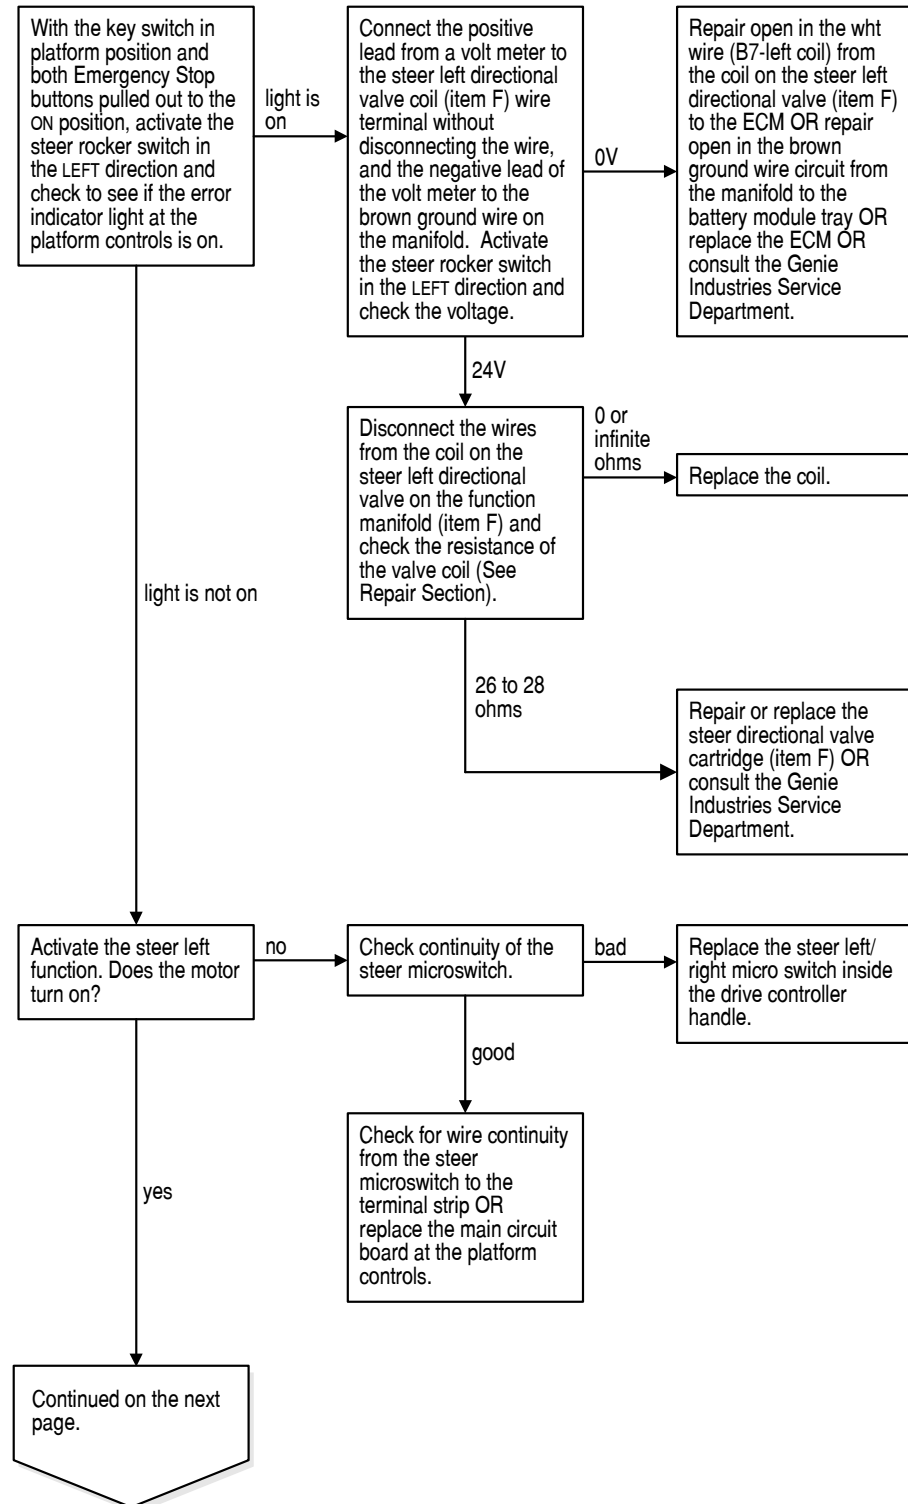 With the key switch in
platform position and
both Emergency Stop
buttons pulled out to the
ON position, activate the
steer rocker switch in
the LEFT direction and
check to see if the error
indicator light at the
platform controls is on.
light is
on
Connect the positive
lead from a volt meter to
the steer left directional
valve coil (item F) wire
terminal without
disconnecting the wire,
and the negative lead of
the volt meter to the
brown ground wire on
the manifold.  Activate
the steer rocker switch
in the LEFT direction and
check the voltage.
0V
Repair open in the wht
wire (B7-left coil) from
the coil on the steer left
directional valve (item F)
to the ECM OR repair
open in the brown
ground wire circuit from
the manifold to the
battery module tray OR
replace the ECM OR
consult the Genie
Industries Service
Department.
24V
Disconnect the wires
from the coil on the
steer left directional
valve on the function
manifold (item F) and
check the resistance of
the valve coil (See
Repair Section).
0 or
infinite
ohms
Replace the coil.
light is not on
26 to 28
ohms
Repair or replace the
steer directional valve
cartridge (item F) OR
consult the Genie
Industries Service
Department.
Activate the steer left
function. Does the motor
turn on?
no
Check continuity of the
steer microswitch.
bad
Replace the steer left/
right micro switch inside
the drive controller
handle.
good
Check for wire continuity
from the steer
microswitch to the
terminal strip OR
replace the main circuit
board at the platform
controls.
yes
Continued on the next
page.